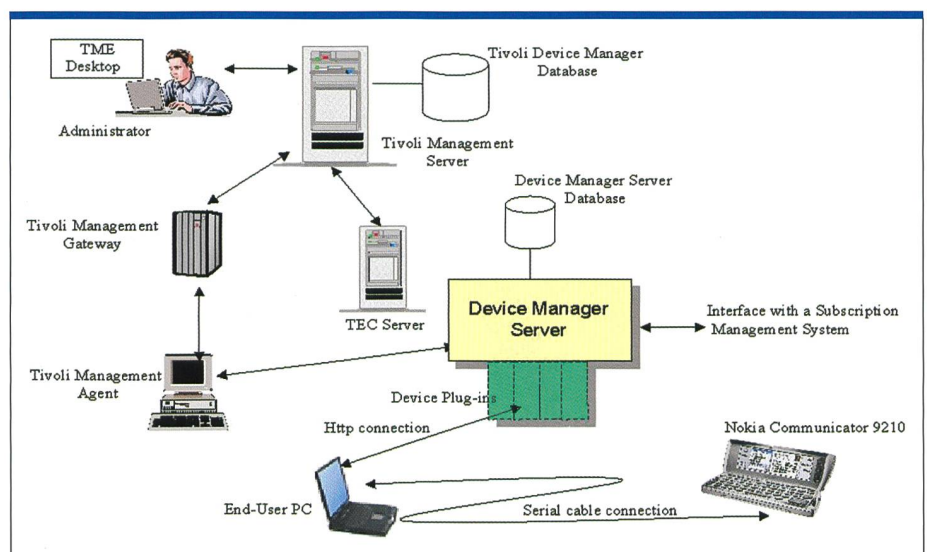 TME
Desktop
Administrator
Tivoli Device Manager
Database
Tivoli Management
Server
Device Manager Server
Database
Tivoli Management
Gateway
TEC Server
Device Manager
Server
Interface with a Subscription
Management System
Tivoli Management
Agent
Device Plug-ins
Http connection
Nokia Communicator 9210
End-User PC
Serial cable connection